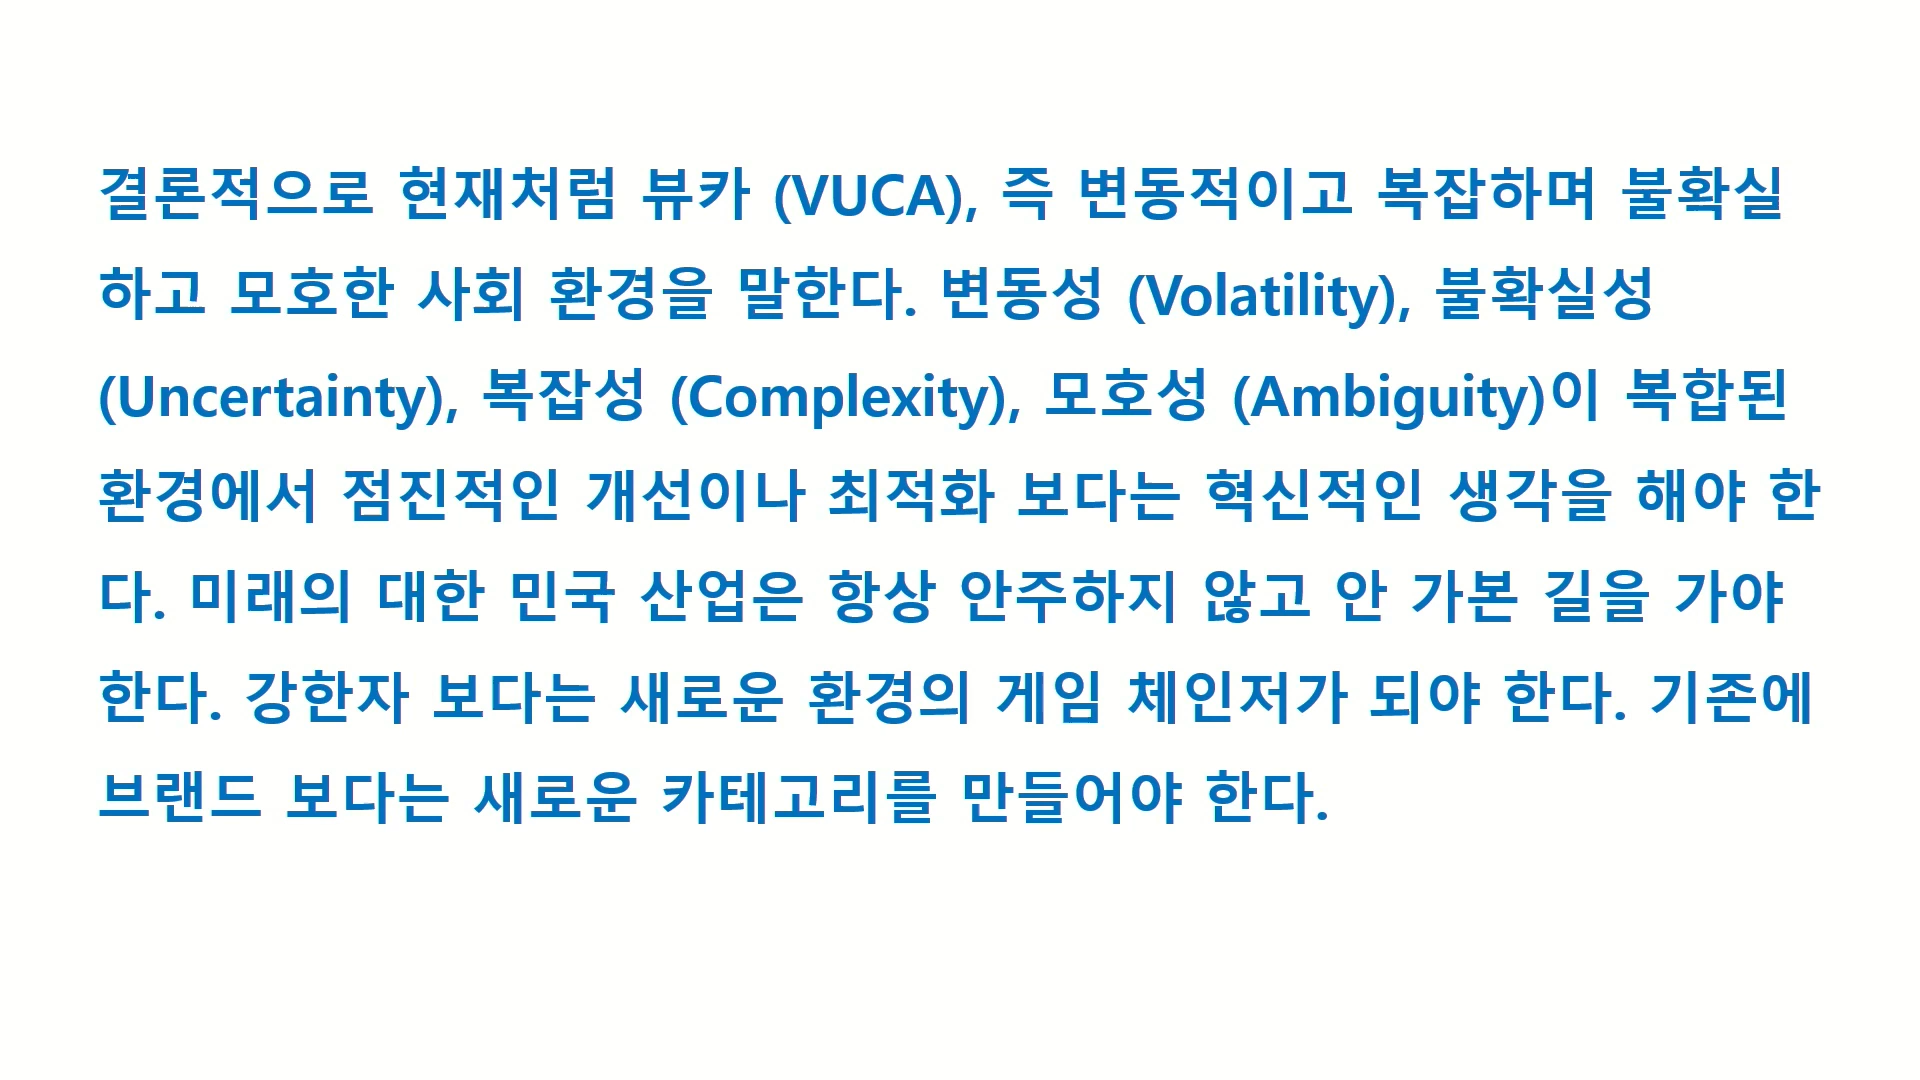 결론적으로 현재처럼 뷰카 (VUCA), 즉 변동적이고 복잡하며 불확실
하고 모호한 사회 환경을 말한다. 변동성 (Volatility), 불확실성
(Uncertainty), 복잡성 (Complexity), 모호성 (Ambiguity)이 복합된
환경에서 점진적인 개선이나 최적화 보다는 혁신적인 생각을 해야 한
다. 미래의 대한 민국 산업은 항상 안주하지 않고 안 가본 길을 가야
한다. 강한자 보다는 새로운 환경의 게임 체인저가 되야 한다. 기존에
브랜드 보다는 새로운 카테고리를 만들어야 한다.